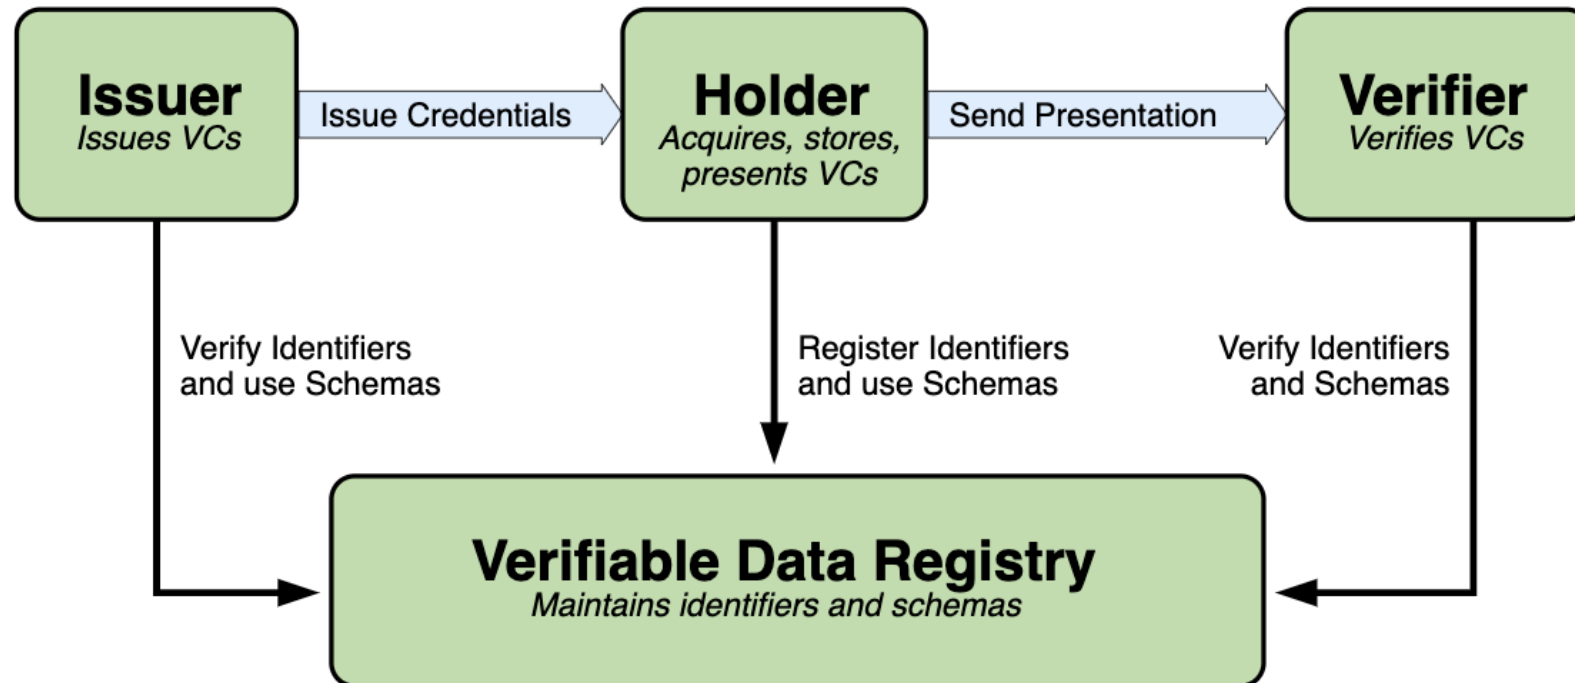 Issuer
Issues VCs
Issue Credentials
Holder
Acquires, stores,
presents VCs
Send Presentation
Verifier
Verifies VCs
Verify Identifiers
and use Schemas
Register Identifiers
and use Schemas
Verify Identifiers
and Schemas
Verifiable Data Registry
Maintains identifiers and schemas